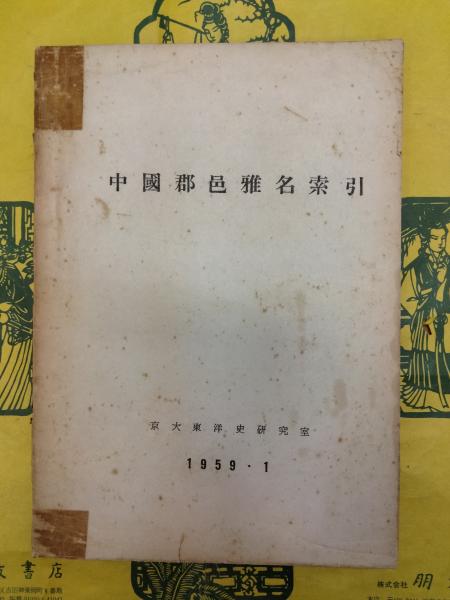 中國郡邑雅名索引
京大東洋史研究室
1959・1
書店
株式会社 朋